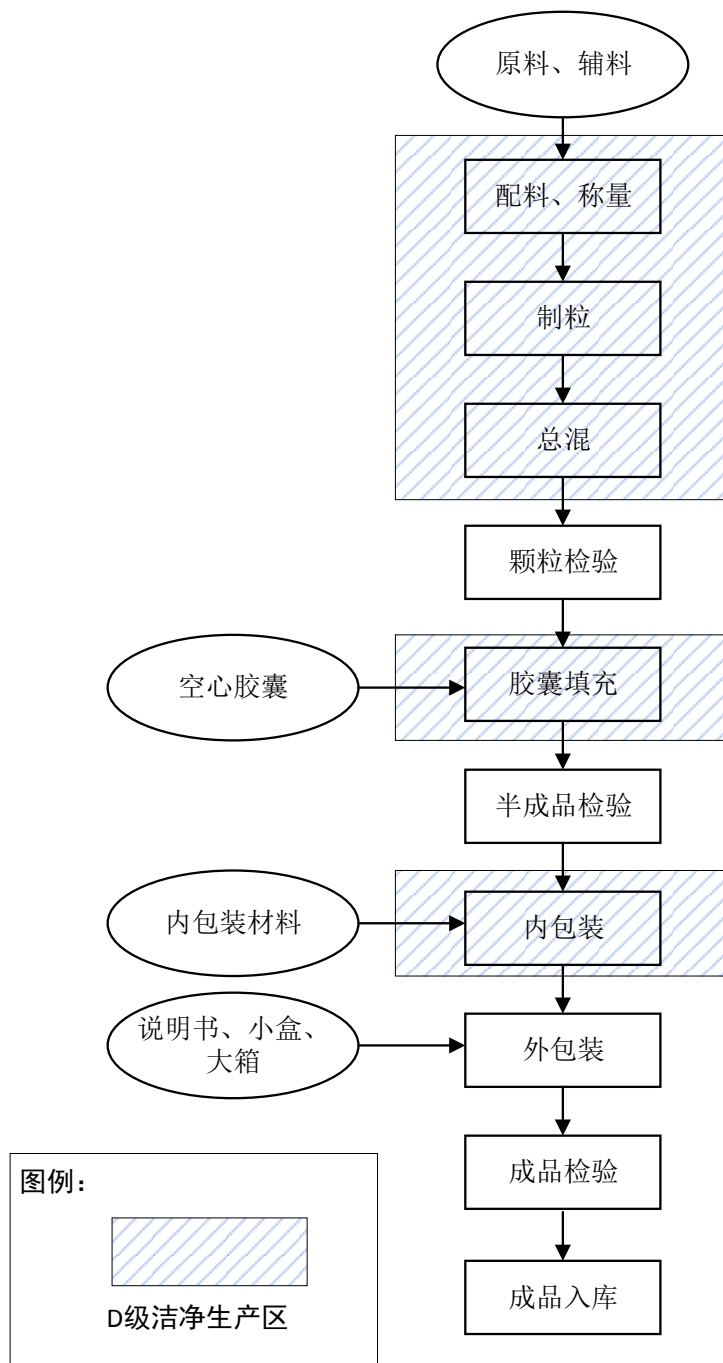 原料、辅料
配料、称量
制粒
总混
颗粒检验
空心胶囊
胶囊填充
半成品检验
内包装材料
内包装
说明书、小盒、
大箱
外包装
成品检验
成品入库
图例：
D级洁净生产区